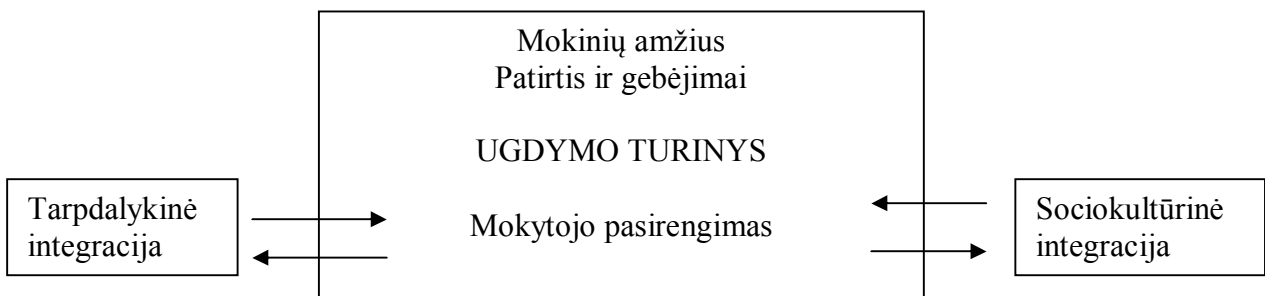 Mokinių amžius
Patirtis ir gebėjimai
UGDYMO TURINYS
Mokytojo pasirengimas
Tarpdalykinė
integracija
Sociokultūrinė
integracija